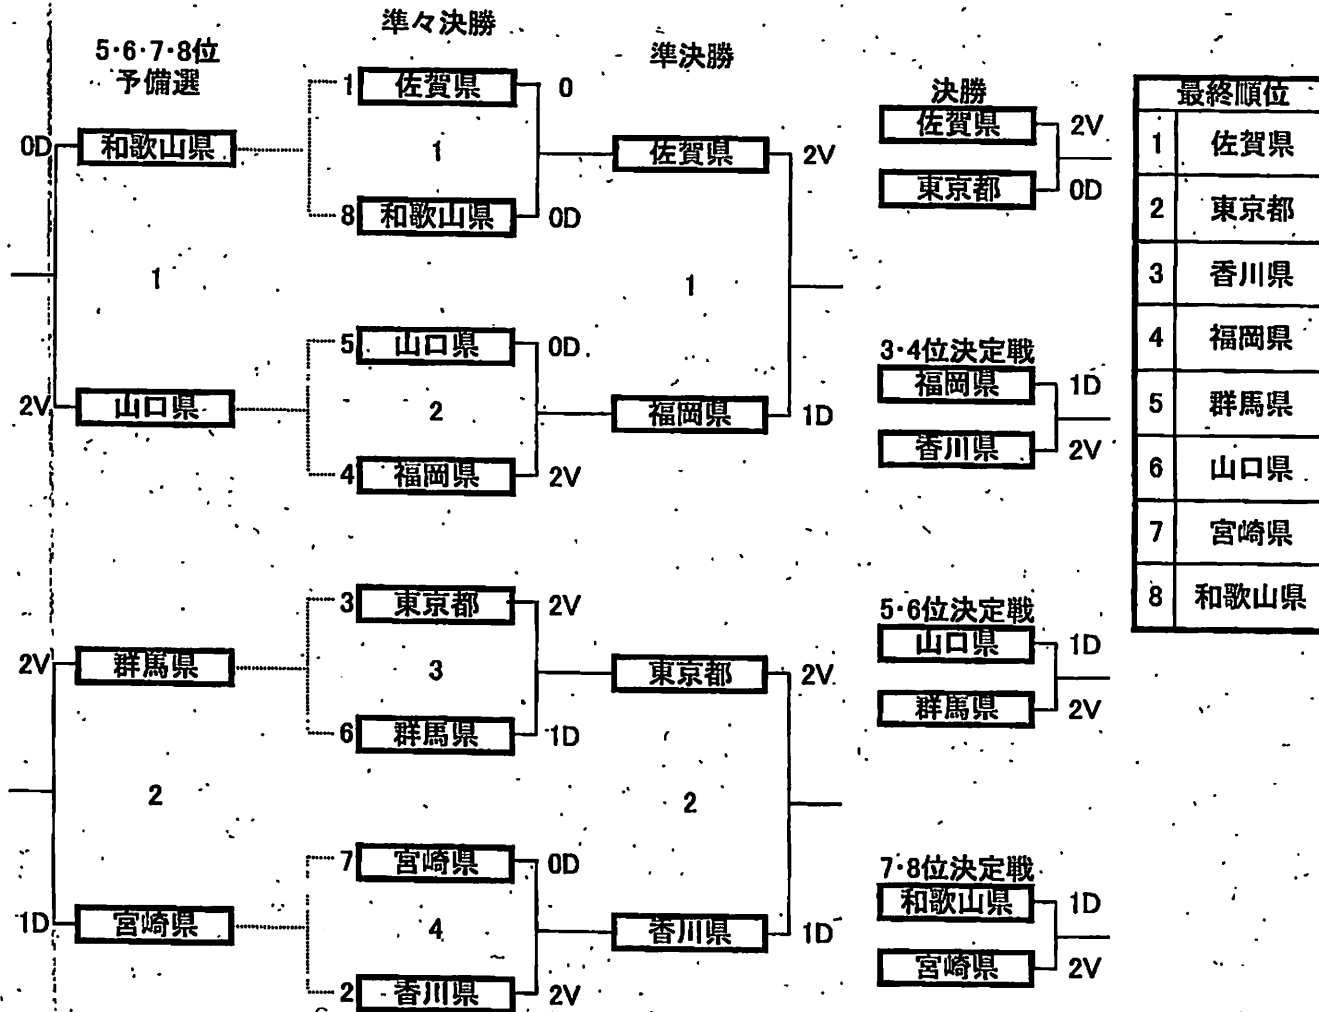 準々決勝
5・6・7・8位
予備選
準決勝
決勝
最終順位
1 佐賀県 0
佐賀県 2V
1 佐賀県
0D 和歌山県
1
佐賀県 2V
東京都 0D
2 東京都
8 和歌山県 0D
3 香川県
1
1
5 山口県 0D
3・4位決定戦
4 福岡県
2V 山口県
2
福岡県 1D
福岡県 1D
香川県 2V
5 群馬県
4 福岡県 2V
6 山口県
7 宮崎県
3 東京都 2V
5・6位決定戦
8 和歌山県
2V 群馬県
3
東京都 2V
山口県 1D
群馬県 2V
6 群馬県 1D
2
2
7 宮崎県 0D
7・8位決定戦
1D 宮崎県
4
香川県 1D
和歌山県 1D
宮崎県 2V
2 香川県 2V